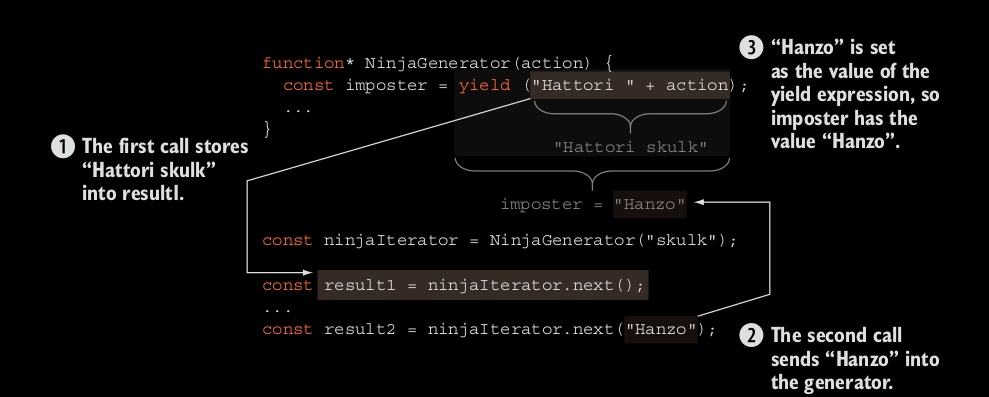 function* NinjaGenerator(action) {
const imposter = yield ("Hattori " + action);
...
}
"Hattori skulk"
imposter = "Hanzo"
const ninjaIterator = NinjaGenerator("skulk");
const result1 = ninjaIterator.next();
...
const result2 = ninjaIterator.next("Hanzo");
1 The first call stores
“Hattori skulk”
into result1.
2 The second call
sends “Hanzo” into
the generator.
3 “Hanzo” is set
as the value of the
yield expression, so
imposter has the
value “Hanzo”.